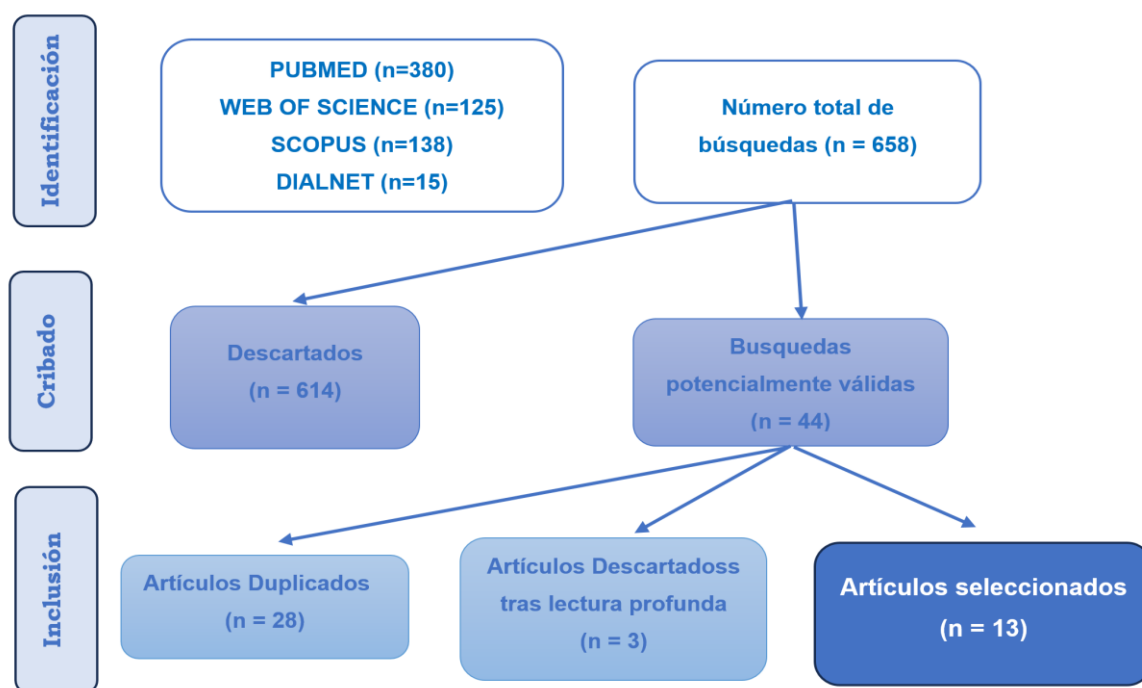 Identificación
PUBMED (n=380)
WEB OF SCIENCE (n=125)
SCOPUS (n=138)
DIALNET (n=15)
Número total de
búsquedas (n = 658)
Cribado
Descartados
(n = 614)
Busquedas
potencialmente válidas
(n = 44)
Inclusión
Artículos Duplicados
(n = 28)
Artículos Descartadoss
tras lectura profunda
(n = 3)
Artículos seleccionados
(n = 13)